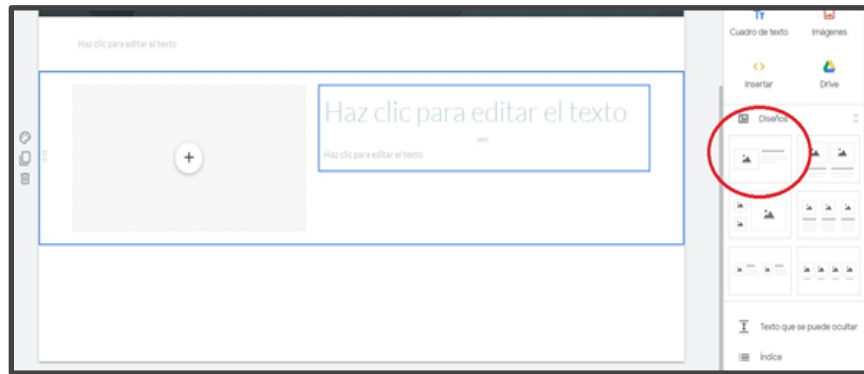 Haz clic para editar el texto
Haz clic para editar el texto
Haz clic para editar el texto
Tт
Cuadro de texto
Imágenes
Insertar
Drive
Diseños
Texto que se puede ocultar
Índice